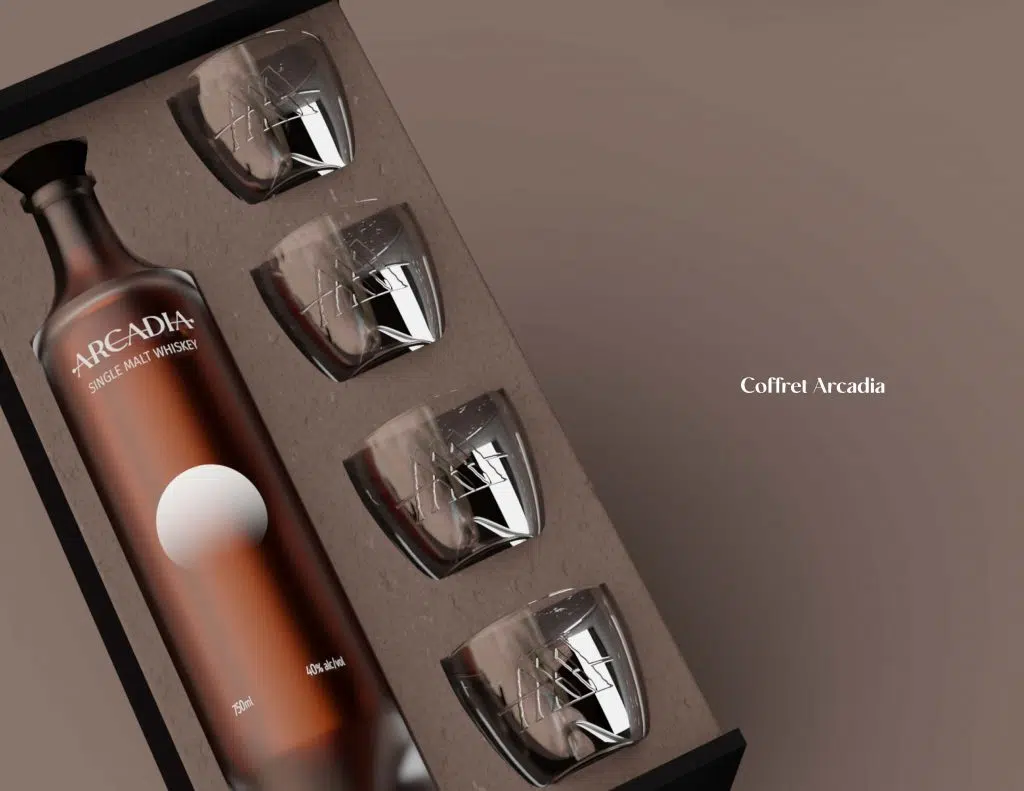 ARCADIA
SINGLE MALT WHISKEY
Coffret Arcadia
40% alc/vol
750ml